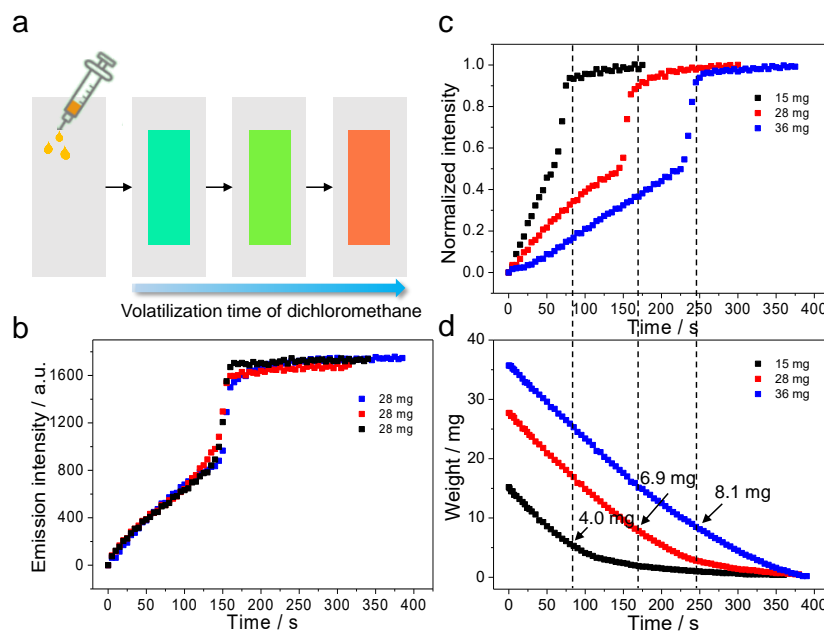 a
Volatilization time of dichloromethane
b
Emission intensity / a.u.
1600
1200
800
400
0
28 mg
28 mg
28 mg
0 50 100 150 200 250 300 350 400
Time / s
c
Normalized intensity
1.0
0.8
0.6
0.4
0.2
0.0
15 mg
28 mg
36 mg
0 50 100 150 200 250 300 350 400
Time / s
d
Weight / mg
40
30
20
10
0
15 mg
28 mg
36 mg
4.0 mg
6.9 mg
8.1 mg
0 50 100 150 200 250 300 350 400
Time / s